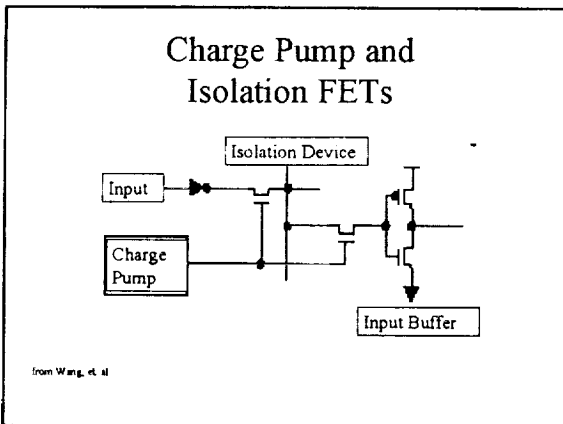 Charge Pump and
Isolation FETs
Isolation Device
Input
Charge
Pump
Input Buffer
from Wang, et al